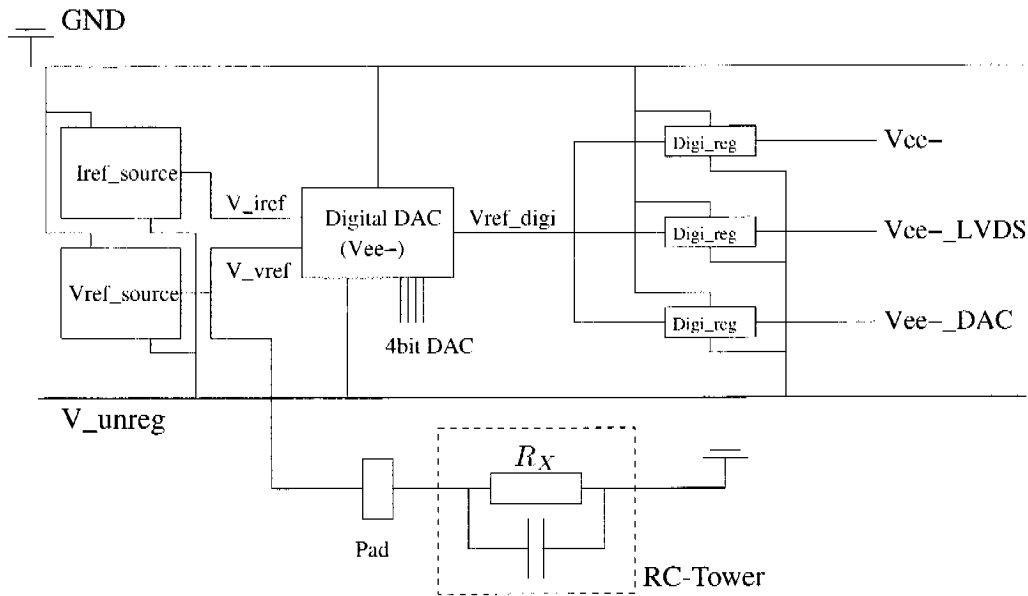 GND
Iref_source
V_iref
Digital DAC
(Vee−)
Vref_digi
Digi_reg
Vee−
V_vref
Vref_source
Digi_reg
Vee−_LVDS
4bit DAC
Digi_reg
Vee−_DAC
V_unreg
R_X
Pad
RC-Tower